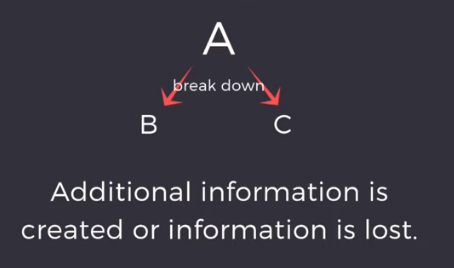 A
break down
B C
Additional information is
created or information is lost.